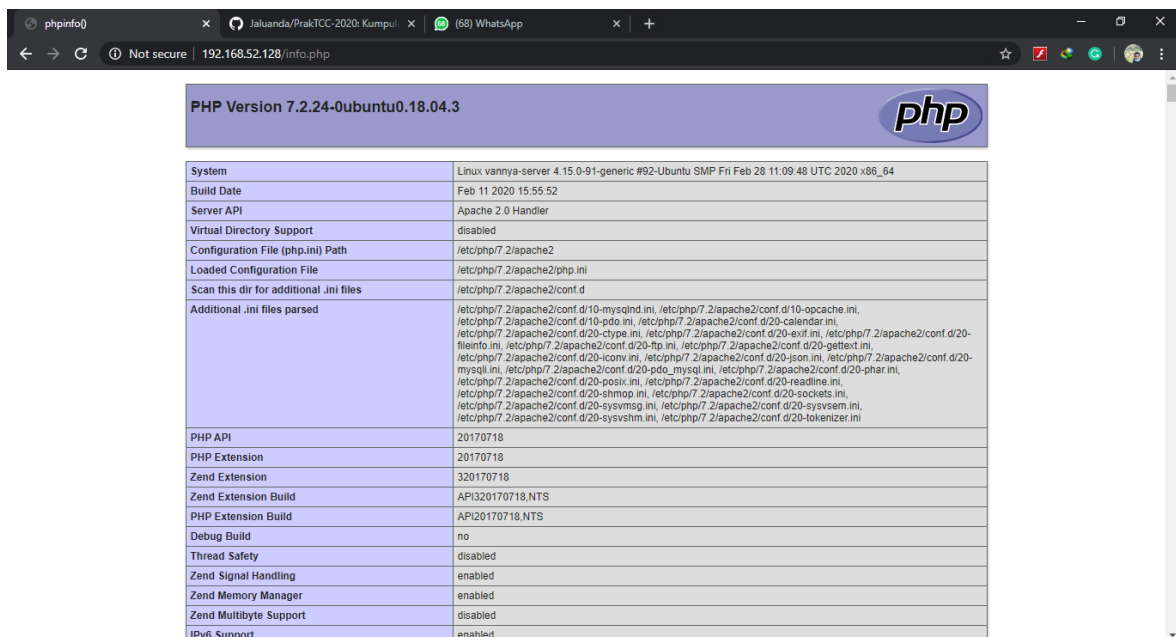 phpinfo()
Jaluanda/PrakTCC-2020: Kumpul
68
(68) WhatsApp
Not secure | 192.168.52.128/info.php
PHP Version 7.2.24-0ubuntu0.18.04.3
php
System Linux vannya-server 4.15.0-91-generic #92-Ubuntu SMP Fri Feb 28 11:09:48 UTC 2020 x86_64
Build Date Feb 11 2020 15:55:52
Server API Apache 2.0 Handler
Virtual Directory Support disabled
Configuration File (php.ini) Path /etc/php/7.2/apache2
Loaded Configuration File /etc/php/7.2/apache2/php.ini
Scan this dir for additional .ini files /etc/php/7.2/apache2/conf.d
Additional .ini files parsed /etc/php/7.2/apache2/conf.d/10-mysqlnd.ini, /etc/php/7.2/apache2/conf.d/10-opcache.ini,
/etc/php/7.2/apache2/conf.d/10-pdo.ini, /etc/php/7.2/apache2/conf.d/20-calendar.ini,
/etc/php/7.2/apache2/conf.d/20-ctype.ini, /etc/php/7.2/apache2/conf.d/20-exif.ini, /etc/php/7.2/apache2/conf.d/20-
fileinfo.ini, /etc/php/7.2/apache2/conf.d/20-ftp.ini, /etc/php/7.2/apache2/conf.d/20-gettext.ini,
/etc/php/7.2/apache2/conf.d/20-iconv.ini, /etc/php/7.2/apache2/conf.d/20-json.ini, /etc/php/7.2/apache2/conf.d/20-
mysqli.ini, /etc/php/7.2/apache2/conf.d/20-pdo_mysql.ini, /etc/php/7.2/apache2/conf.d/20-phar.ini,
/etc/php/7.2/apache2/conf.d/20-posix.ini, /etc/php/7.2/apache2/conf.d/20-readline.ini,
/etc/php/7.2/apache2/conf.d/20-shmop.ini, /etc/php/7.2/apache2/conf.d/20-sockets.ini,
/etc/php/7.2/apache2/conf.d/20-sysvmsg.ini, /etc/php/7.2/apache2/conf.d/20-sysvsem.ini,
/etc/php/7.2/apache2/conf.d/20-sysvshm.ini, /etc/php/7.2/apache2/conf.d/20-tokenizer.ini
PHP API 20170718
PHP Extension 20170718
Zend Extension 320170718
Zend Extension Build API320170718,NTS
PHP Extension Build API20170718,NTS
Debug Build no
Thread Safety disabled
Zend Signal Handling enabled
Zend Memory Manager enabled
Zend Multibyte Support disabled
IPv6 Support enabled